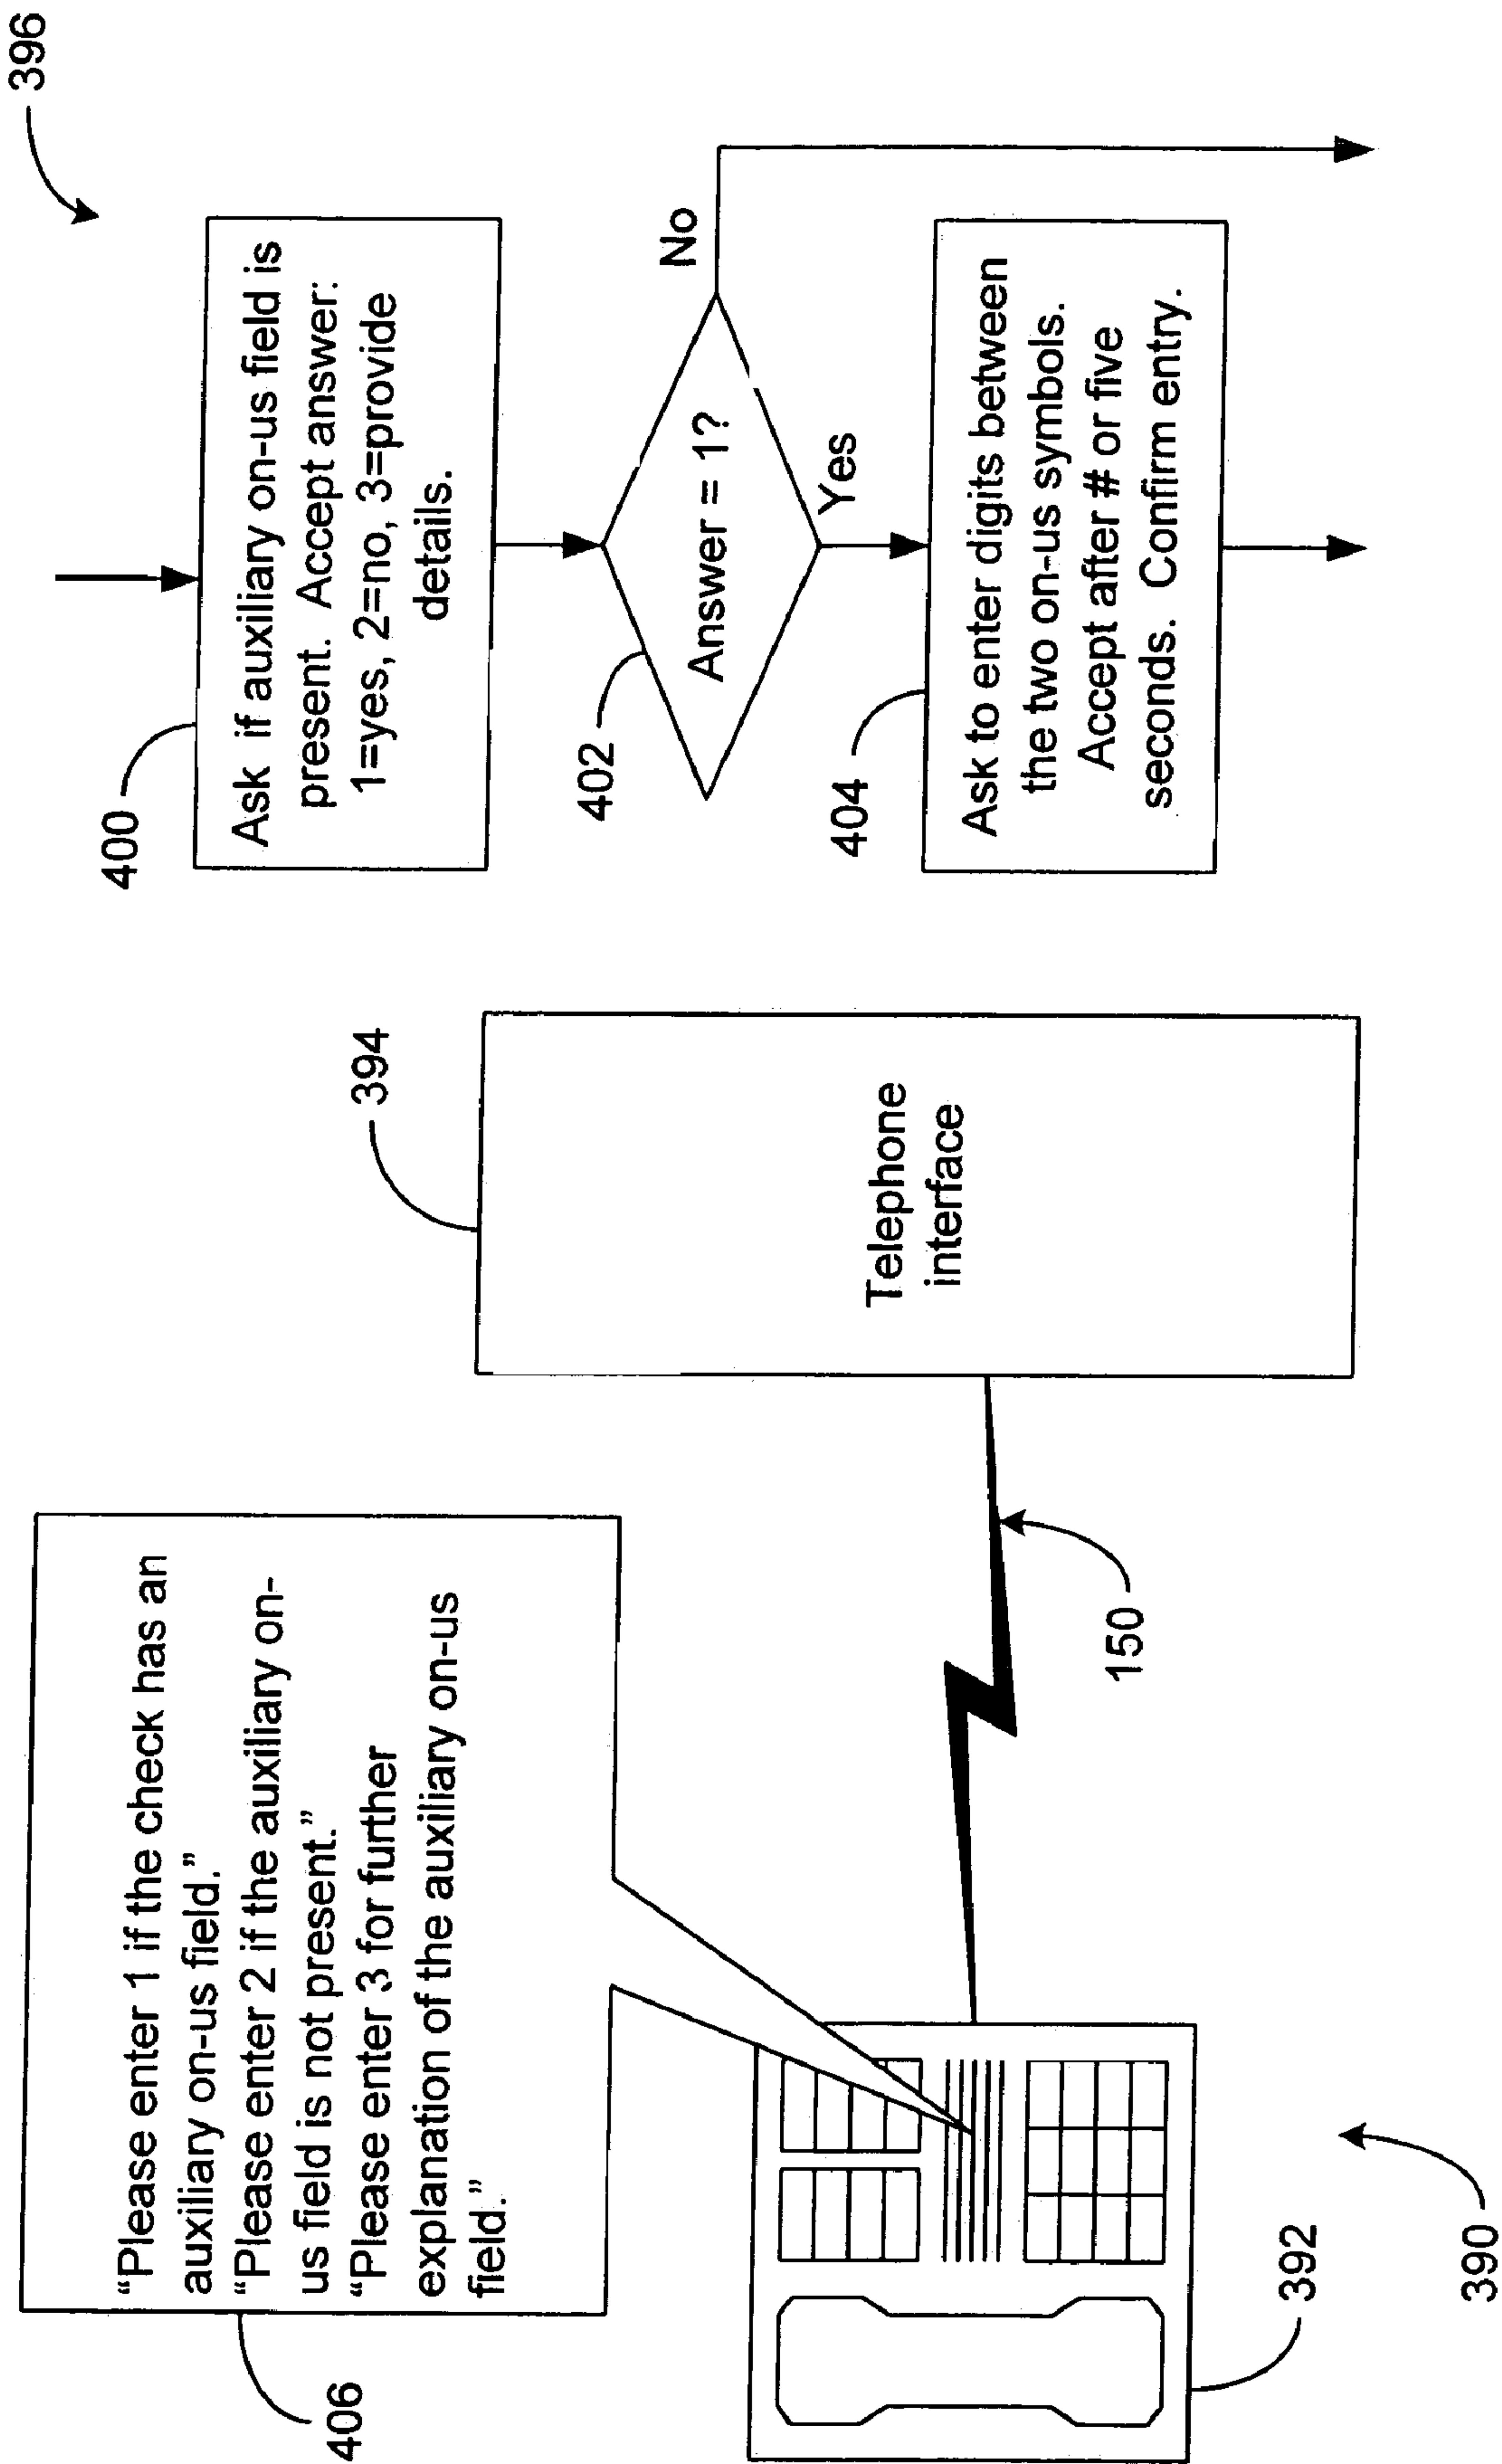 "Please enter 1 if the check has an
auxiliary on-us field."
"Please enter 2 if the auxiliary on-
us field is not present."
"Please enter 3 for further
explanation of the auxiliary on-us
field."
406
392
390
150
394
Telephone
interface
396
400
Ask if auxiliary on-us field is
present. Accept answer:
1=yes, 2=no, 3=provide
details.
402
Answer = 1?
No
Yes
404
Ask to enter digits between
the two on-us symbols.
Accept after # or five
seconds. Confirm entry.